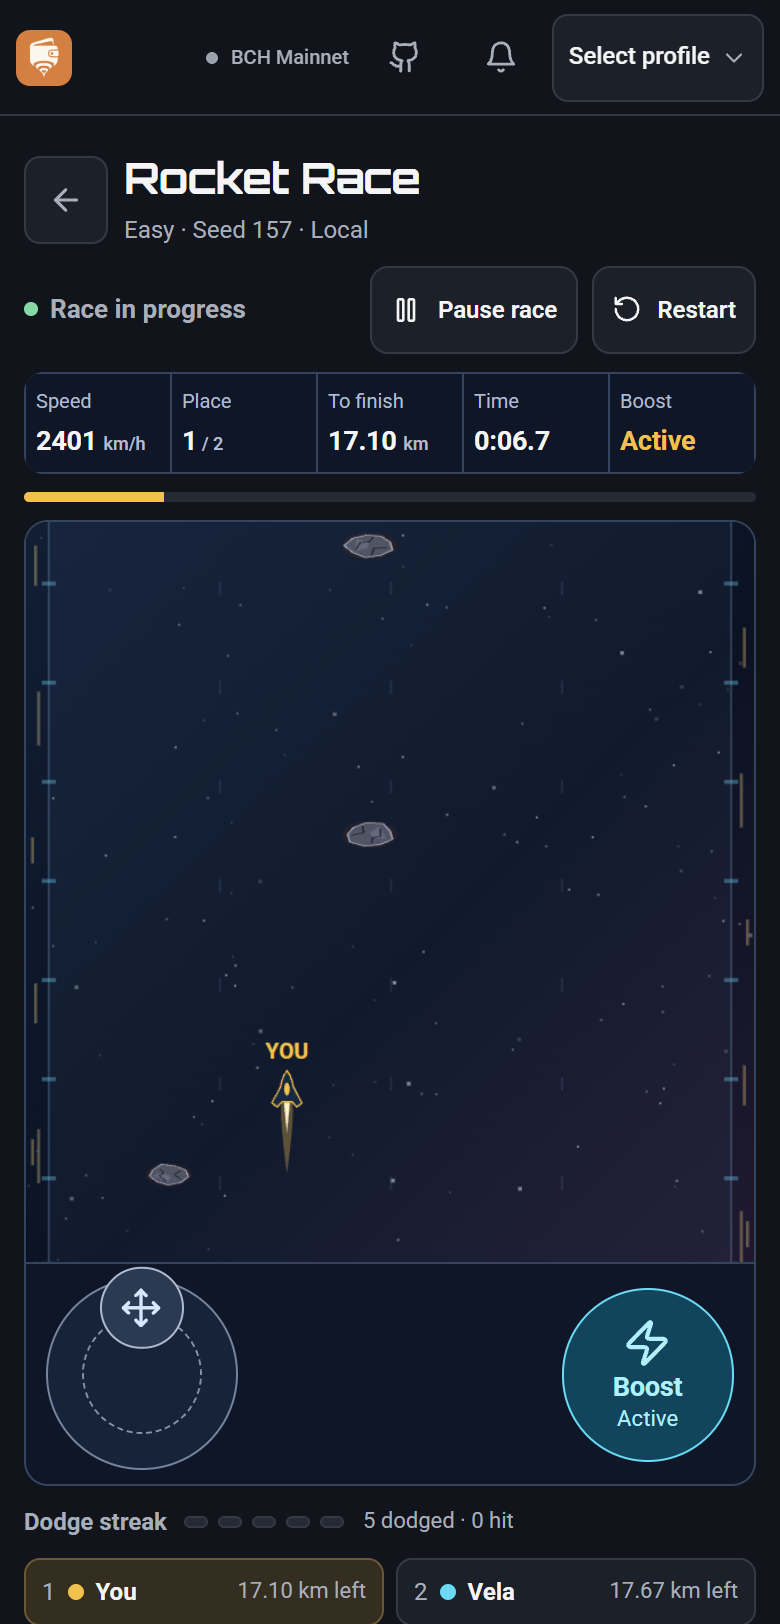 BCH Mainnet
Select profile
Rocket Race
Easy · Seed 157 · Local
Race in progress
Pause race
Restart
Speed
2401 km/h
Place
1 / 2
To finish
17.10 km
Time
0:06.7
Boost
Active
YOU
Boost
Active
Dodge streak
5 dodged · 0 hit
1 You 17.10 km left
2 Vela 17.67 km left